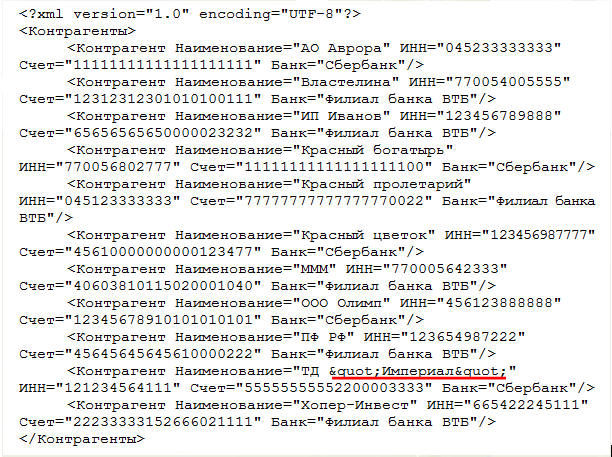 <?xml version="1.0" encoding="UTF-8"?>
<Контрагенты>
<Контрагент Наименование="АО Аврора" ИНН="045233333333"
Счет="11111111111111111111" Банк="Сбербанк"/>
<Контрагент Наименование="Властелина" ИНН="770054005555"
Счет="12312312301010100111" Банк="Филиал банка ВТБ"/>
<Контрагент Наименование="ИП Иванов" ИНН="123456789888"
Счет="65656565650000023232" Банк="Филиал банка ВТБ"/>
<Контрагент Наименование="Красный богатырь"
ИНН="770056802777" Счет="11111111111111111100" Банк="Сбербанк"/>
<Контрагент Наименование="Красный пролетарий"
ИНН="045123333333" Счет="77777777777777770022" Банк="Филиал банка
ВТБ"/>
<Контрагент Наименование="Красный цветок" ИНН="123456987777"
Счет="45610000000000123477" Банк="Сбербанк"/>
<Контрагент Наименование="МММ" ИНН="770005642333"
Счет="40603810115020001040" Банк="Филиал банка ВТБ"/>
<Контрагент Наименование="ООО Олимп" ИНН="456123888888"
Счет="12345678910101010101" Банк="Сбербанк"/>
<Контрагент Наименование="ПФ РФ" ИНН="123654987222"
Счет="45645645645610000222" Банк="Филиал банка ВТБ"/>
<Контрагент Наименование="ТД &quot;Империал&quot;"
ИНН="121234564111" Счет="55555555552200003333" Банк="Сбербанк"/>
<Контрагент Наименование="Хопер-Инвест" ИНН="665422245111"
Счет="22233333152666021111" Банк="Филиал банка ВТБ"/>
</Контрагенты>